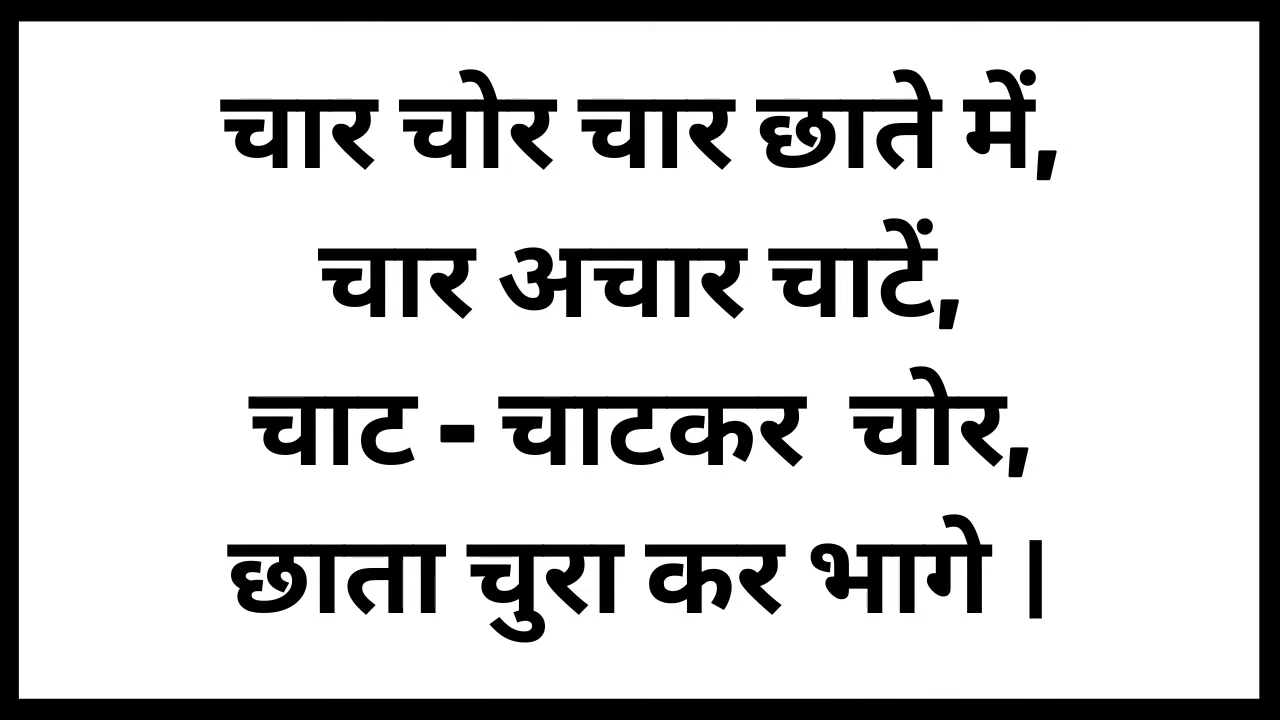 चार चोर चार छाते में,
चार अचार चाटें,
चाट - चाटकर  चोर,
छाता चुरा कर भागे |